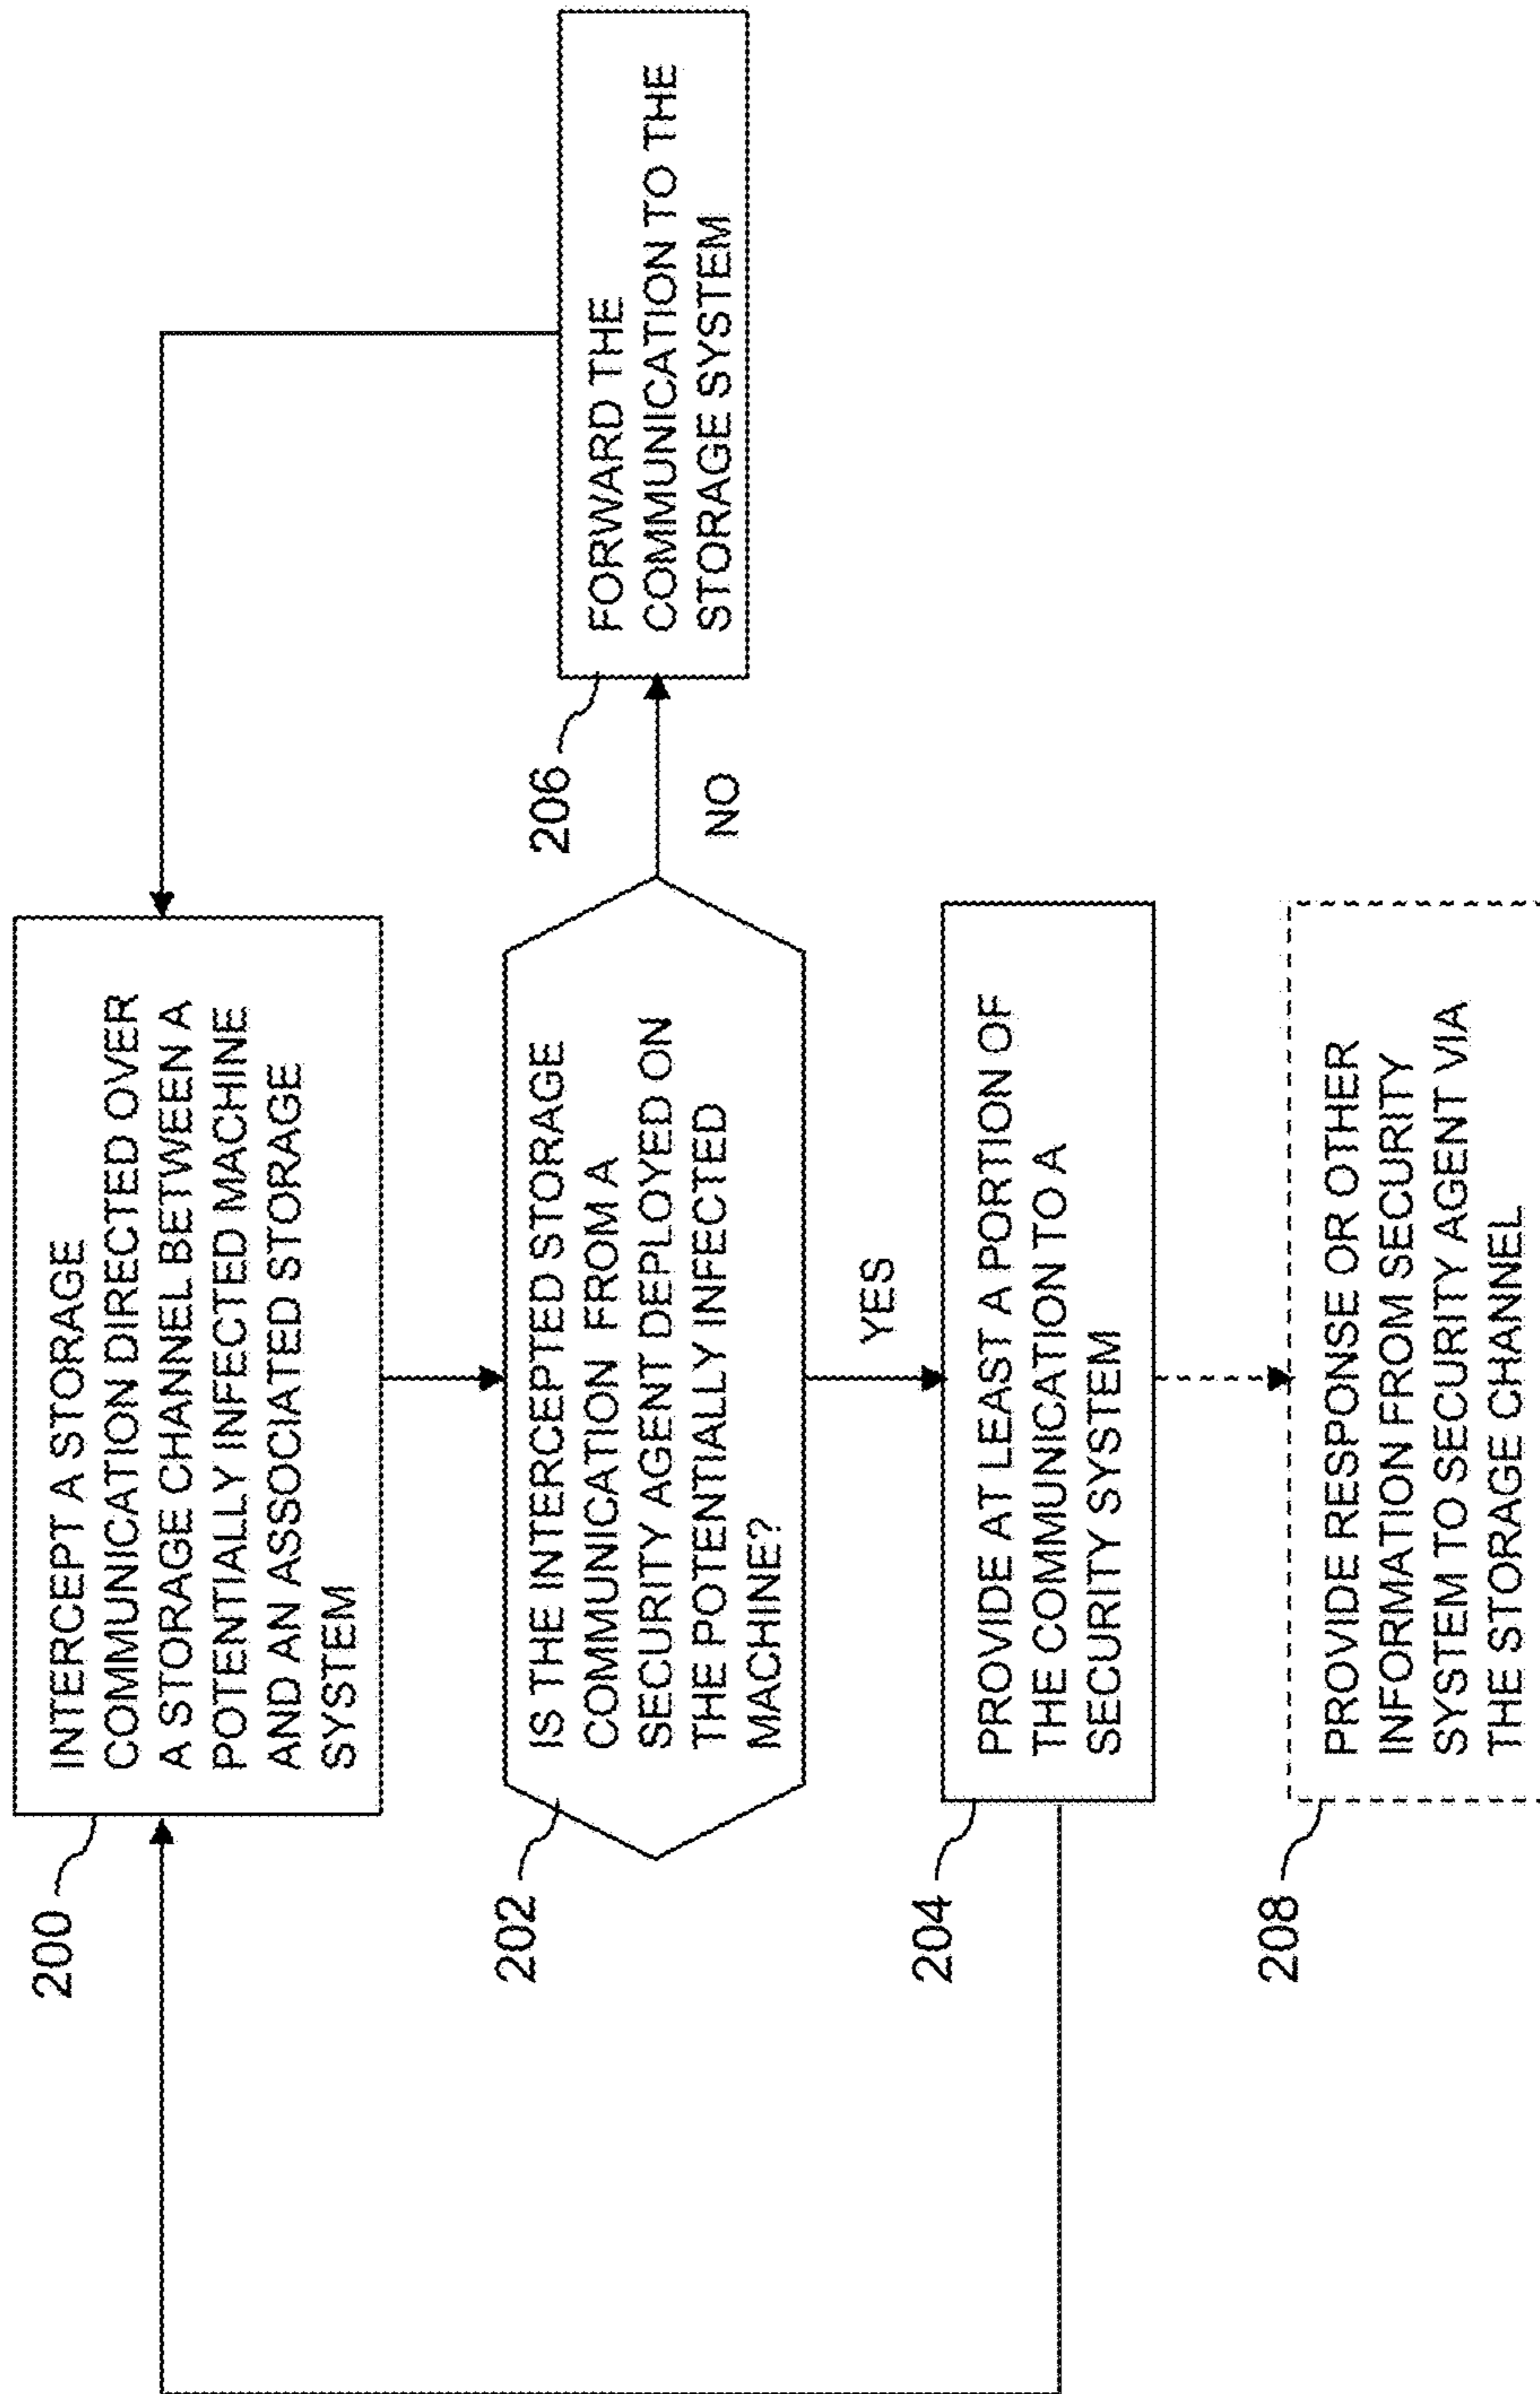 200
INTERCEPT A STORAGE
COMMUNICATION DIRECTED OVER
A STORAGE CHANNEL BETWEEN A
POTENTIALLY INFECTED MACHINE
AND AN ASSOCIATED STORAGE
SYSTEM
202
IS THE INTERCEPTED STORAGE
COMMUNICATION FROM A
SECURITY AGENT DEPLOYED ON
THE POTENTIALLY INFECTED
MACHINE?
206
NO
FORWARD THE
COMMUNICATION TO THE
STORAGE SYSTEM
YES
204
PROVIDE AT LEAST A PORTION OF
THE COMMUNICATION TO A
SECURITY SYSTEM
208
PROVIDE RESPONSE OR OTHER
INFORMATION FROM SECURITY
SYSTEM TO SECURITY AGENT VIA
THE STORAGE CHANNEL